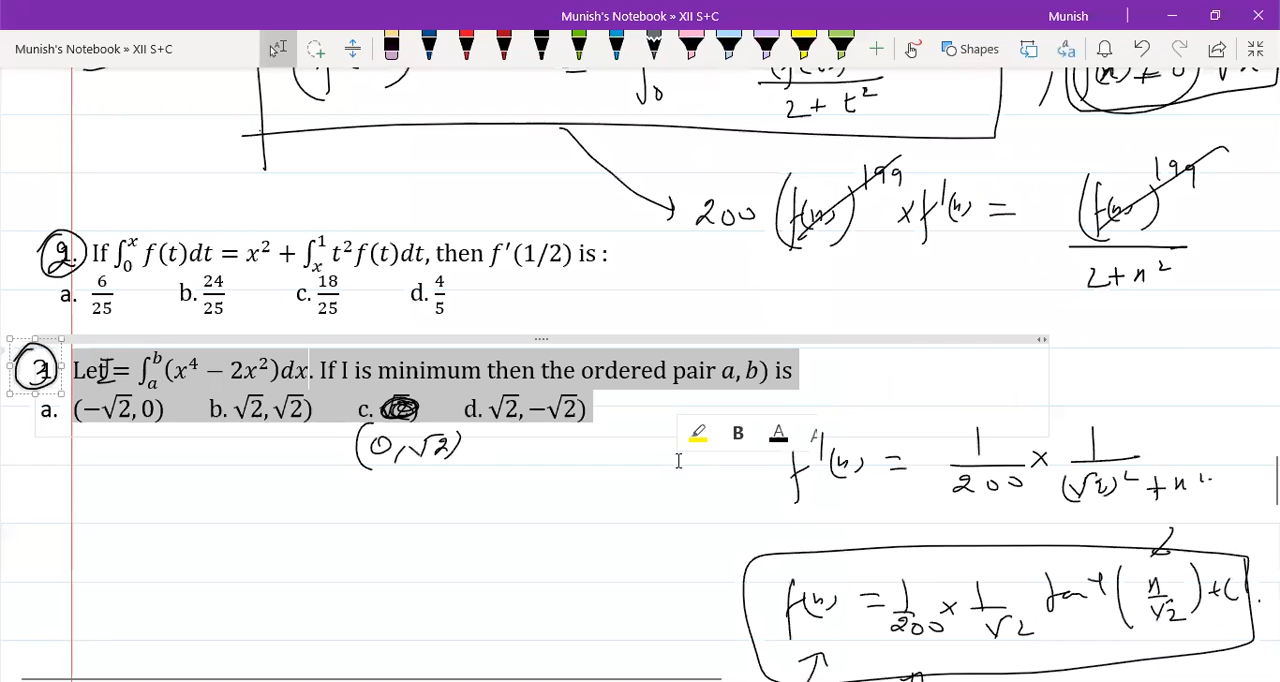 Munish's Notebook » XII S+C
Munish
Munish's Notebook » XII S+C
Shapes
2 + t²
200 (f(x))^199 × f'(x) = (f(x))^199 / 2 + x²
2. If ∫₀ˣ f(t)dt = x² + ∫ₓ¹ t² f(t)dt, then f'(1/2) is :
a. 6/25 b. 24/25 c. 18/25 d. 4/5
3 Let I = ∫ₐᵇ (x⁴ − 2x²)dx. If I is minimum then the ordered pair a, b) is
a. (−√2, 0) b. √2, √2) c. d. √2, −√2)
(0, √2)
B A
f'(x) = 1/200 × 1/(√2)² + x²
f(x) = 1/200 × 1/√2 tan⁻¹ (x/√2) + C